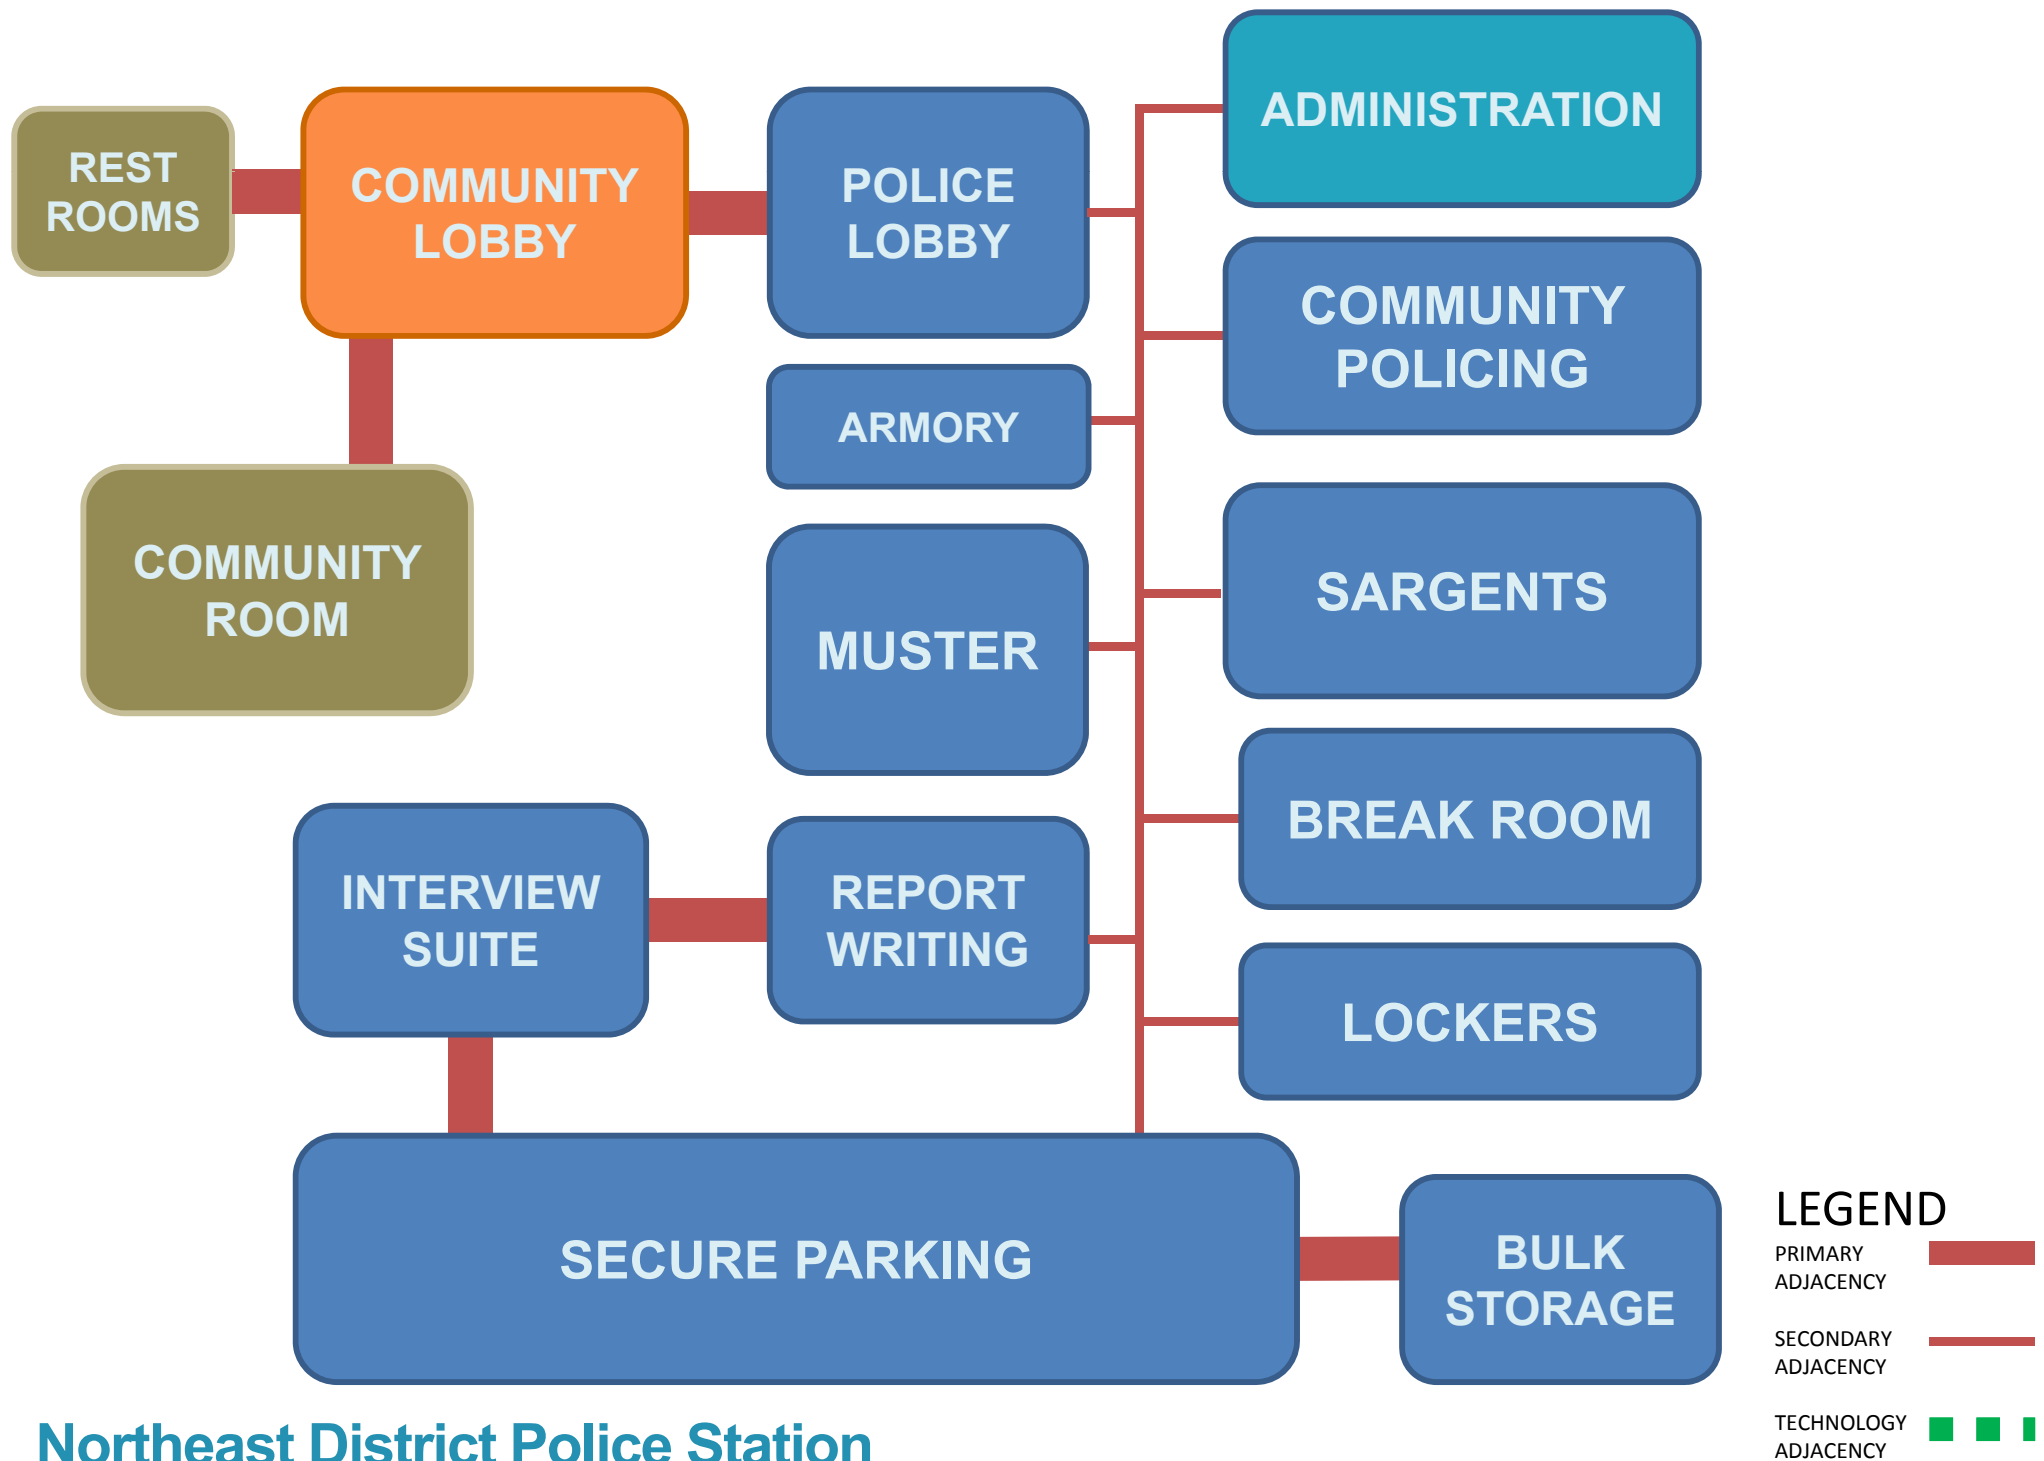 ADMINISTRATION
REST
ROOMS
COMMUNITY
LOBBY
POLICE
LOBBY
COMMUNITY
POLICING
ARMORY
COMMUNITY
ROOM
SARGENTS
MUSTER
BREAK ROOM
INTERVIEW
SUITE
REPORT
WRITING
LOCKERS
SECURE PARKING
BULK
STORAGE
LEGEND
PRIMARY
ADJACENCY
SECONDARY
ADJACENCY
TECHNOLOGY
ADJACENCY
Northeast District Police Station